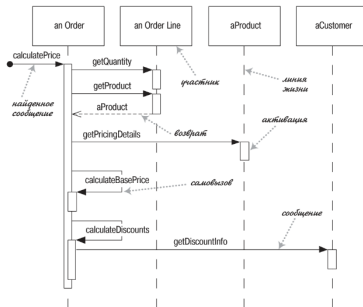 an Order
an Order Line
aProduct
aCustomer
calculatePrice
getQuantity
getProduct
участник
линия
жизни
найденное
сообщение
aProduct
возврат
активация
getPricingDetails
calculateBasePrice
самовызов
calculateDiscounts
сообщение
getDiscountInfo